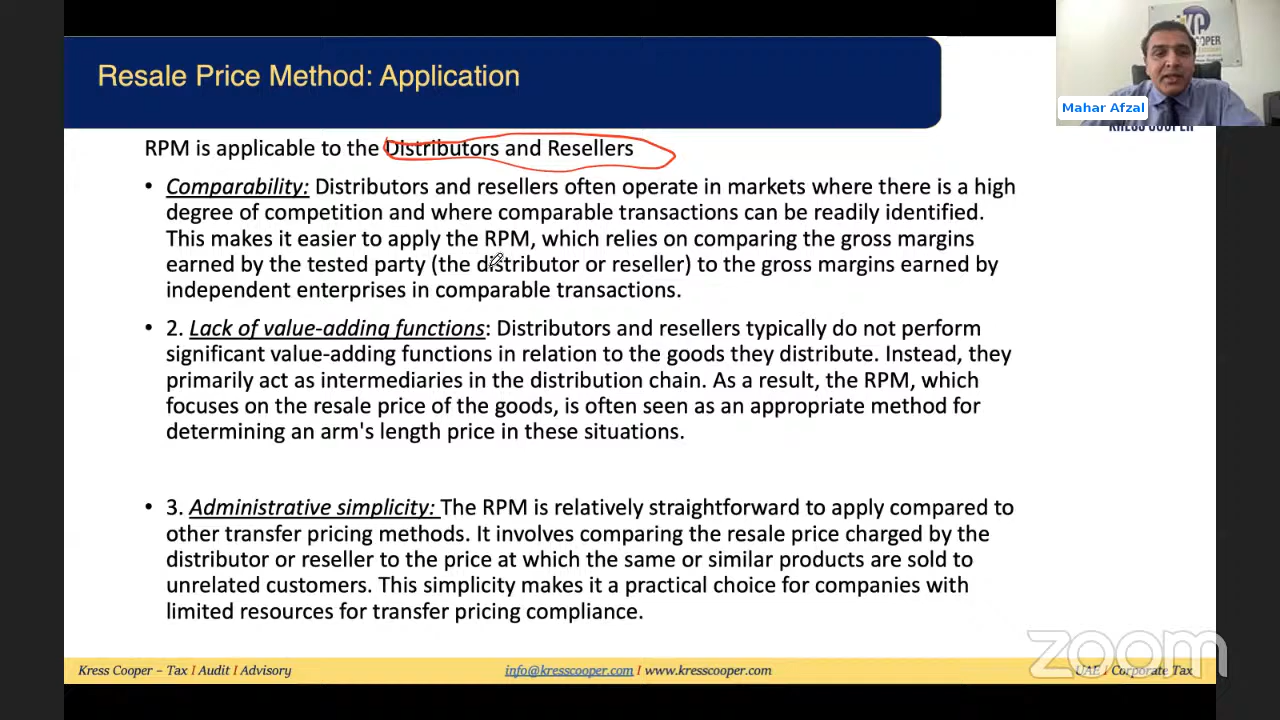 Resale Price Method: Application
KC
COOPER
Mahar Afzal
KRESS COOPER
RPM is applicable to the Distributors and Resellers
• Comparability: Distributors and resellers often operate in markets where there is a high
degree of competition and where comparable transactions can be readily identified.
This makes it easier to apply the RPM, which relies on comparing the gross margins
earned by the tested party (the distributor or reseller) to the gross margins earned by
independent enterprises in comparable transactions.
• 2. Lack of value-adding functions: Distributors and resellers typically do not perform
significant value-adding functions in relation to the goods they distribute. Instead, they
primarily act as intermediaries in the distribution chain. As a result, the RPM, which
focuses on the resale price of the goods, is often seen as an appropriate method for
determining an arm's length price in these situations.
• 3. Administrative simplicity: The RPM is relatively straightforward to apply compared to
other transfer pricing methods. It involves comparing the resale price charged by the
distributor or reseller to the price at which the same or similar products are sold to
unrelated customers. This simplicity makes it a practical choice for companies with
limited resources for transfer pricing compliance.
Kress Cooper – Tax I Audit I Advisory
info@kresscooper.com I www.kresscooper.com
UAE I Corporate Tax
zoom